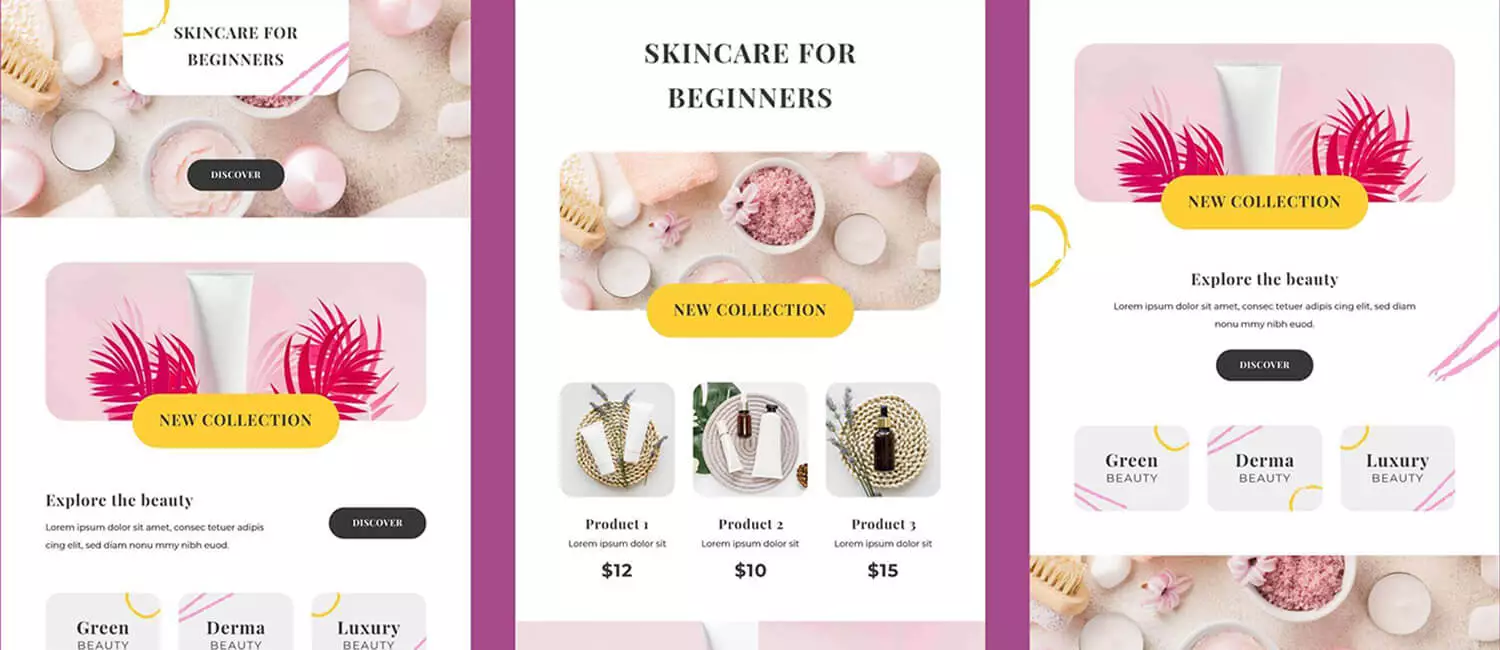 SKINCARE FOR
BEGINNERS
DISCOVER
NEW COLLECTION
Explore the beauty
Lorem ipsum dolor sit amet, consec tetuer adipis
cing elit, sed diam nonu mmy nibh euod.
DISCOVER
Green
BEAUTY
Derma
BEAUTY
Luxury
BEAUTY
SKINCARE FOR
BEGINNERS
NEW COLLECTION
Product 1
Lorem ipsum dolor sit
$12
Product 2
Lorem ipsum dolor sit
$10
Product 3
Lorem ipsum dolor sit
$15
NEW COLLECTION
Explore the beauty
Lorem ipsum dolor sit amet, consec tetuer adipis cing elit, sed diam
nonu mmy nibh euod.
DISCOVER
Green
BEAUTY
Derma
BEAUTY
Luxury
BEAUTY